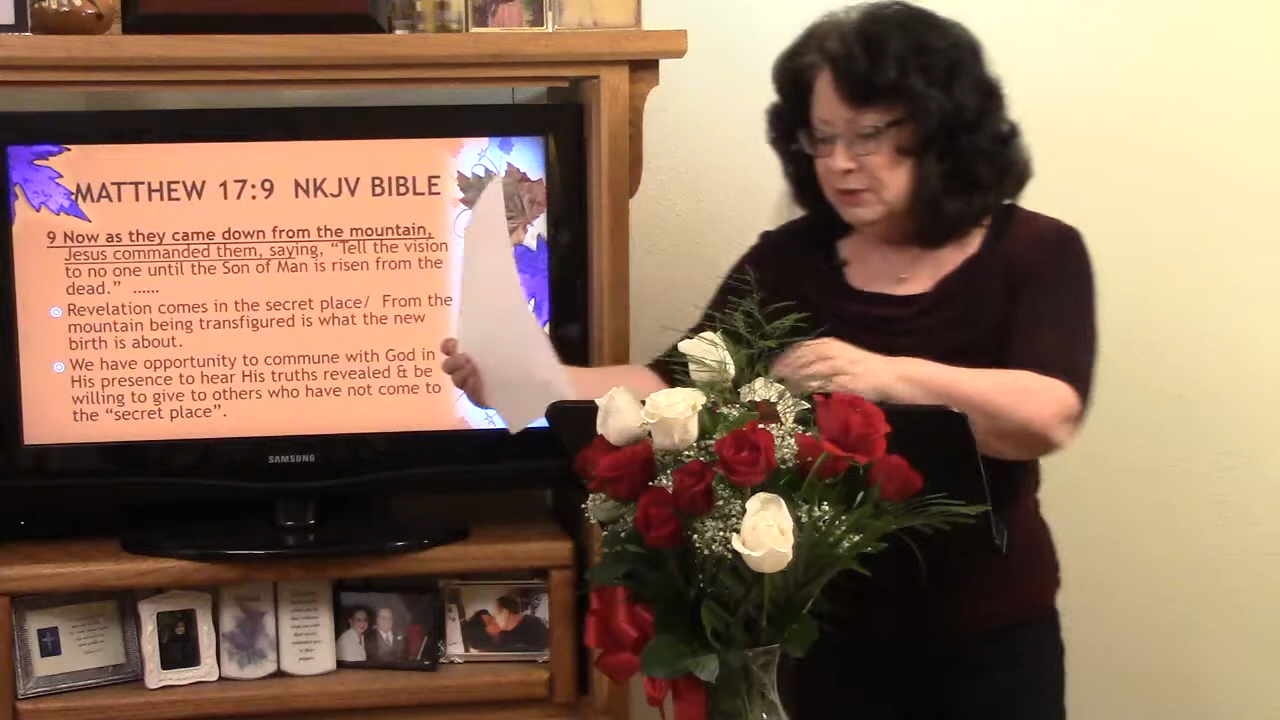 MATTHEW 17:9 NKJV BIBLE
9 Now as they came down from the mountain,
Jesus commanded them, saying, "Tell the vision
to no one until the Son of Man is risen from the
dead." ......
Revelation comes in the secret place/ From the
mountain being transfigured is what the new
birth is about.
We have opportunity to commune with God in
His presence to hear His truths revealed & be
willing to give to others who have not come to
the "secret place".
SAMSUNG